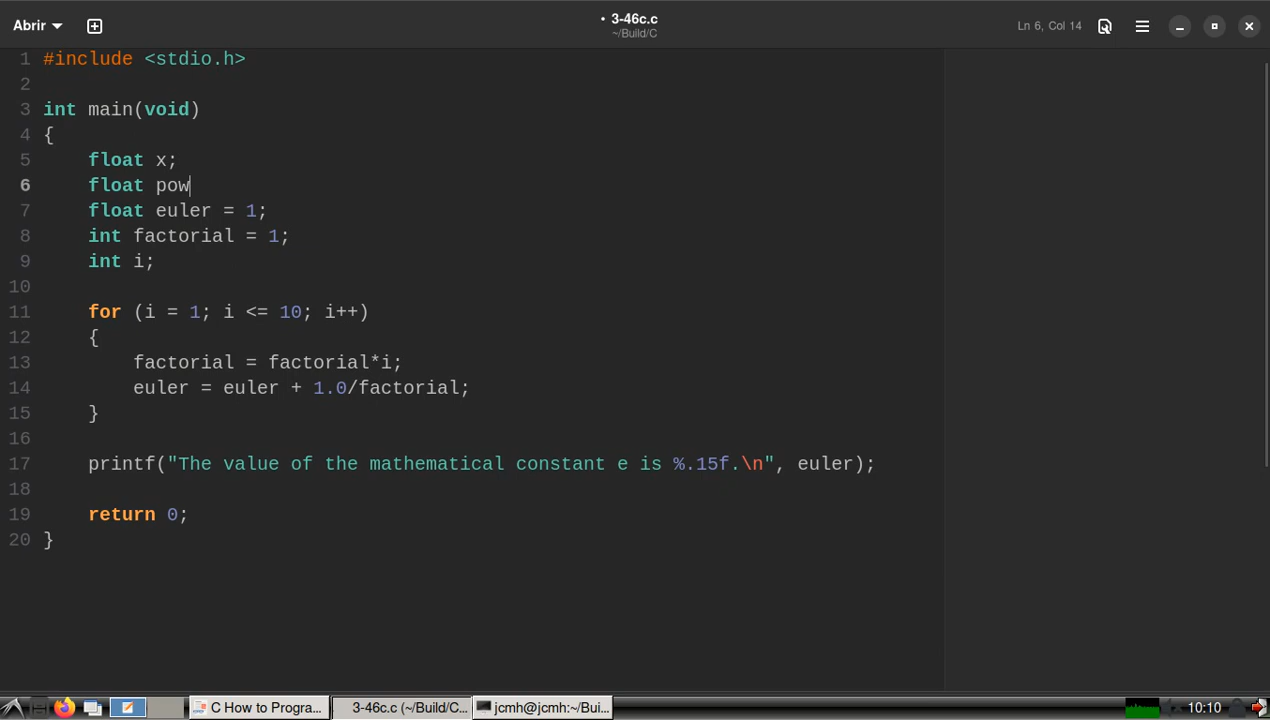 Abrir
• 3-46c.c
~/Build/C
Ln 6, Col 14
1 #include <stdio.h>
2
3 int main(void)
4 {
5     float x;
6     float pow
7     float euler = 1;
8     int factorial = 1;
9     int i;
10
11     for (i = 1; i <= 10; i++)
12     {
13         factorial = factorial*i;
14         euler = euler + 1.0/factorial;
15     }
16
17     printf("The value of the mathematical constant e is %.15f.\n", euler);
18
19     return 0;
20 }
C How to Progra...
3-46c.c (~/Build/C...
jcmh@jcmh:~/Bui...
10:10